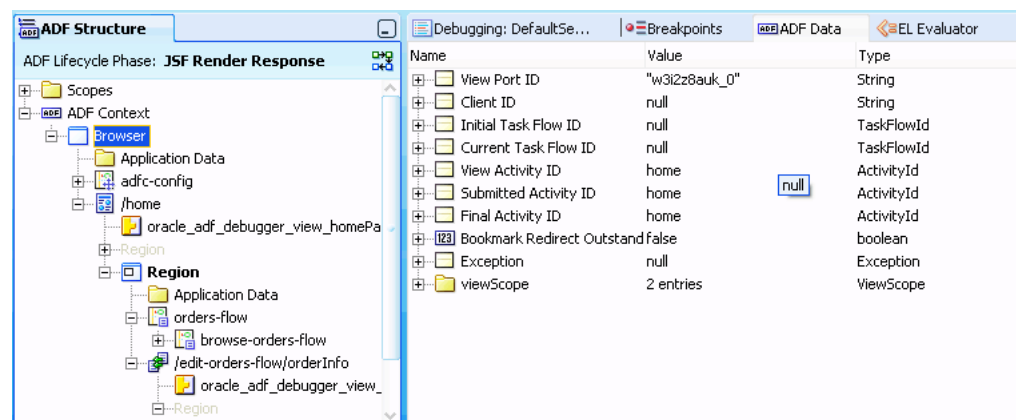 ADF Structure
ADF Lifecycle Phase: JSF Render Response
Scopes
ADF Context
Browser
Application Data
adfc-config
/home
oracle_adf_debugger_view_homePa
Region
Region
Application Data
orders-flow
browse-orders-flow
/edit-orders-flow/orderInfo
oracle_adf_debugger_view_
Region
Debugging: DefaultSe... Breakpoints ADF Data EL Evaluator
Name Value Type
View Port ID "w3i2z8auk_0" String
Client ID null String
Initial Task Flow ID null TaskFlowId
Current Task Flow ID null TaskFlowId
View Activity ID home ActivityId
null
Submitted Activity ID home ActivityId
Final Activity ID home ActivityId
Bookmark Redirect Outstand false boolean
Exception null Exception
viewScope 2 entries ViewScope